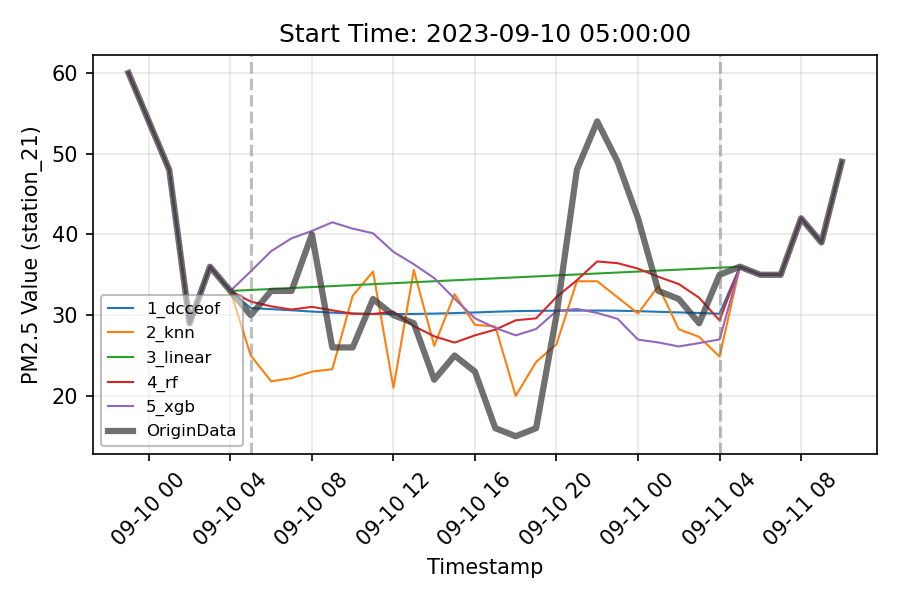 Start Time: 2023-09-10 05:00:00
PM2.5 Value (station_21)
60
50
40
30
20
1_dcceof
2_knn
3_linear
4_rf
5_xgb
OriginData
09-10 00
09-10 04
09-10 08
09-10 12
09-10 16
09-10 20
09-11 00
09-11 04
09-11 08
Timestamp